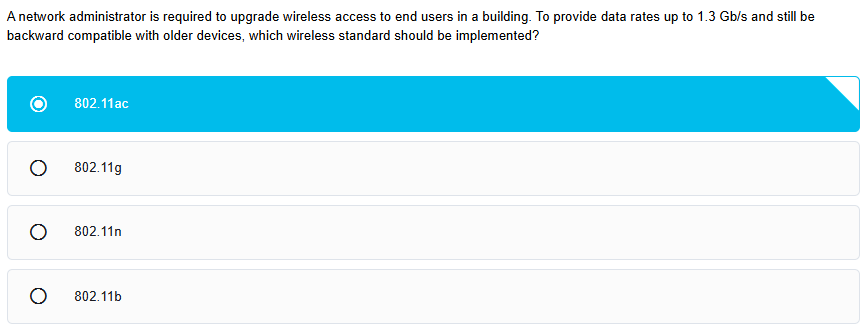 A network administrator is required to upgrade wireless access to end users in a building. To provide data rates up to 1.3 Gb/s and still be
backward compatible with older devices, which wireless standard should be implemented?
802.11ac
802.11g
802.11n
802.11b